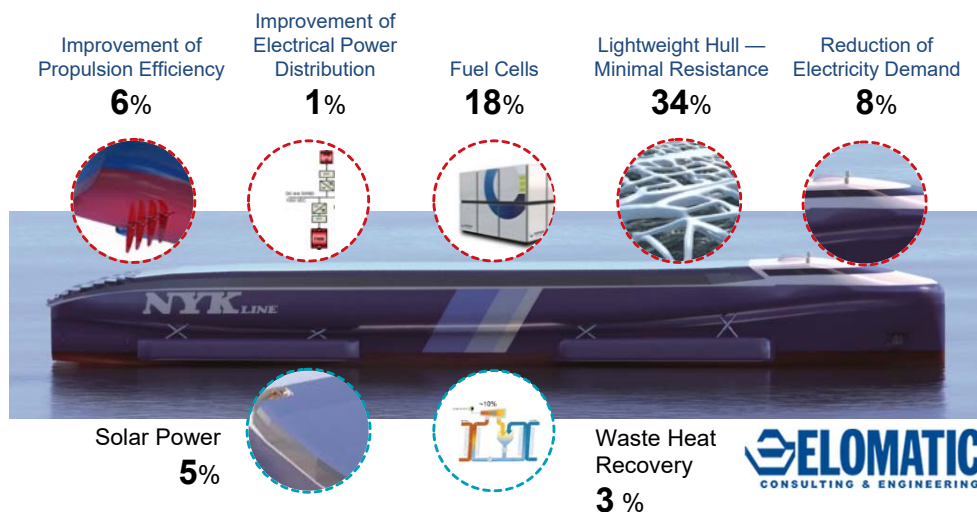 Improvement of
Propulsion Efficiency
6%
Improvement of
Electrical Power
Distribution
1%
Fuel Cells
18%
Lightweight Hull —
Minimal Resistance
34%
Reduction of
Electricity Demand
8%
NYK LINE
~10%
Solar Power
5%
Waste Heat
Recovery
3 %
ELOMATIC
CONSULTING & ENGINEERING